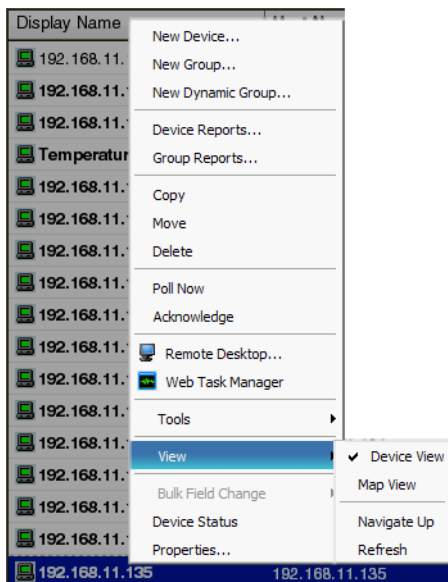 Display Name
192.168.11.
192.168.11.
192.168.11.
Temperatur
192.168.11.
192.168.11.
192.168.11.
192.168.11.
192.168.11.
192.168.11.
192.168.11.
192.168.11.
192.168.11.
192.168.11.
192.168.11.
192.168.11.
192.168.11.135 192.168.11.135
New Device...
New Group...
New Dynamic Group...
Device Reports...
Group Reports...
Copy
Move
Delete
Poll Now
Acknowledge
Remote Desktop...
Web Task Manager
Tools
View
Bulk Field Change
Device Status
Properties...
✔ Device View
Map View
Navigate Up
Refresh